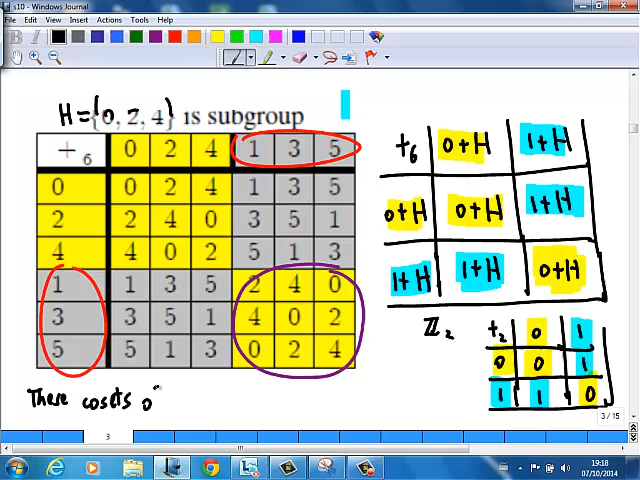 s10 - Windows Journal
File Edit View Insert Actions Tools Help
H={0, 2, 4} is subgroup
+6 0 2 4 1 3 5
0 0 2 4 1 3 5
2 2 4 0 3 5 1
4 4 0 2 5 1 3
1 1 3 5 2 4 0
3 3 5 1 4 0 2
5 5 1 3 0 2 4
+6 0+H 1+H
0+H 0+H 1+H
1+H 1+H 0+H
ℤ2
+2 0 1
0 0 1
1 1 0
There cosets 0
3/15
3
19:18
07/10/2014